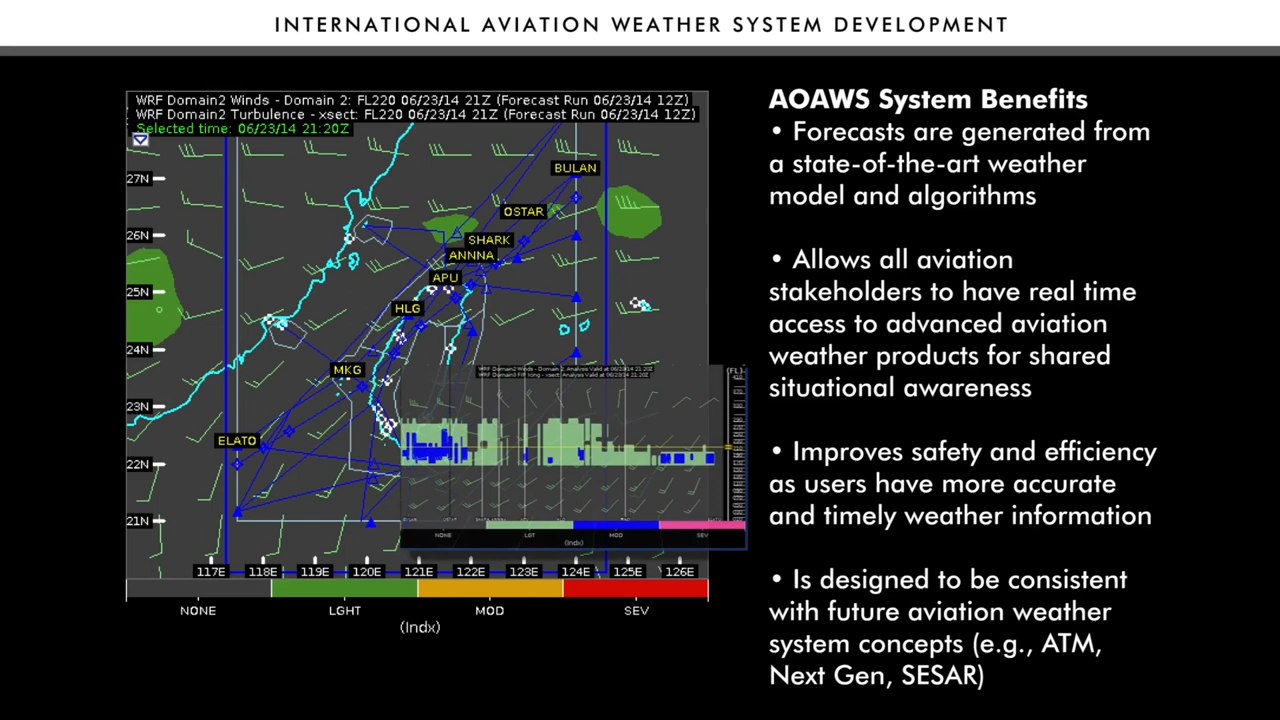 INTERNATIONAL AVIATION WEATHER SYSTEM DEVELOPMENT
WRF Domain2 Winds - Domain 2: FL220 06/23/14 21Z (Forecast Run 06/23/14 12Z)
WRF Domain2 Turbulence - xsect: FL220 06/23/14 21Z (Forecast Run 06/23/14 12Z)
Selected time: 06/23/14 21:20Z
27N
26N
25N
24N
23N
22N
21N
BULAN
OSTAR
SHARK
ANNNA
APU
HLG
MKG
ELATO
117E 118E 119E 120E 121E 122E 123E 124E 125E 126E
NONE LGHT MOD SEV
(Indx)
(FL)
NONE LGT MOD SEV
(Indx)
AOAWS System Benefits
• Forecasts are generated from
a state-of-the-art weather
model and algorithms
• Allows all aviation
stakeholders to have real time
access to advanced aviation
weather products for shared
situational awareness
• Improves safety and efficiency
as users have more accurate
and timely weather information
• Is designed to be consistent
with future aviation weather
system concepts (e.g., ATM,
Next Gen, SESAR)